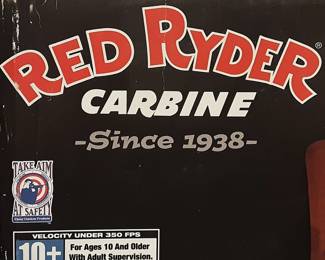 RED RYDER®
CARBINE
-Since 1938-
TAKE AIM
AT SAFETY
VELOCITY UNDER 350 FPS
10+
For Ages 10 And Older
With Adult Supervision.